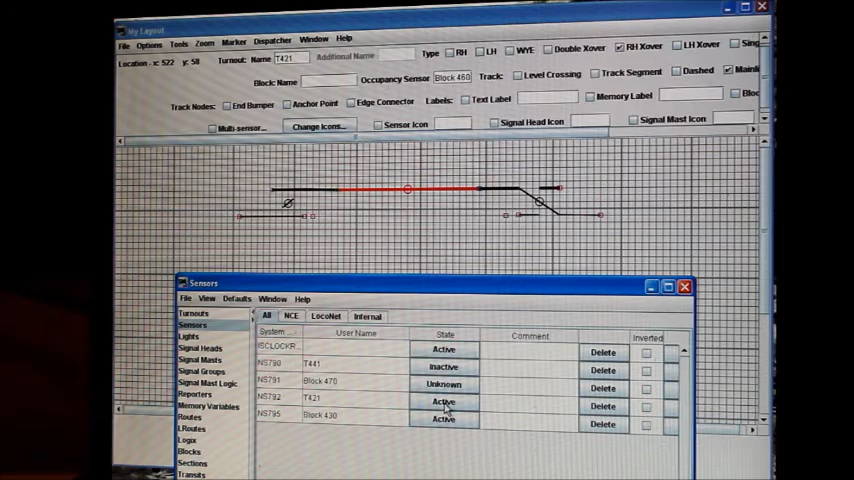 My Layout
File Options Tools Zoom Marker Dispatcher Window Help
Location - x: 522 y: 58 Turnout: Name T421 Additional Name Type RH LH WYE Double Xover RH Xover LH Xover Sing
Block: Name Occupancy Sensor Block 460 Track: Level Crossing Track Segment Dashed Mainl
Track Nodes: End Bumper Anchor Point Edge Connector Labels: Text Label Memory Label Bloc
Multi-sensor... Change Icons... Sensor Icon Signal Head Icon Signal Mast Icon
Sensors
File View Defaults Window Help
Turnouts
Sensors
Lights
Signal Heads
Signal Masts
Signal Groups
Signal Mast Logic
Reporters
Memory Variables
Routes
LRoutes
Logix
Blocks
Sections
Transits
All NCE LocoNet Internal
System ... User Name State Comment Inverted
ISCLOCKR... Active Delete
NS790 T441 Inactive Delete
NS791 Block 470 Unknown Delete
NS792 T421 Active Delete
NS795 Block 430 Active Delete